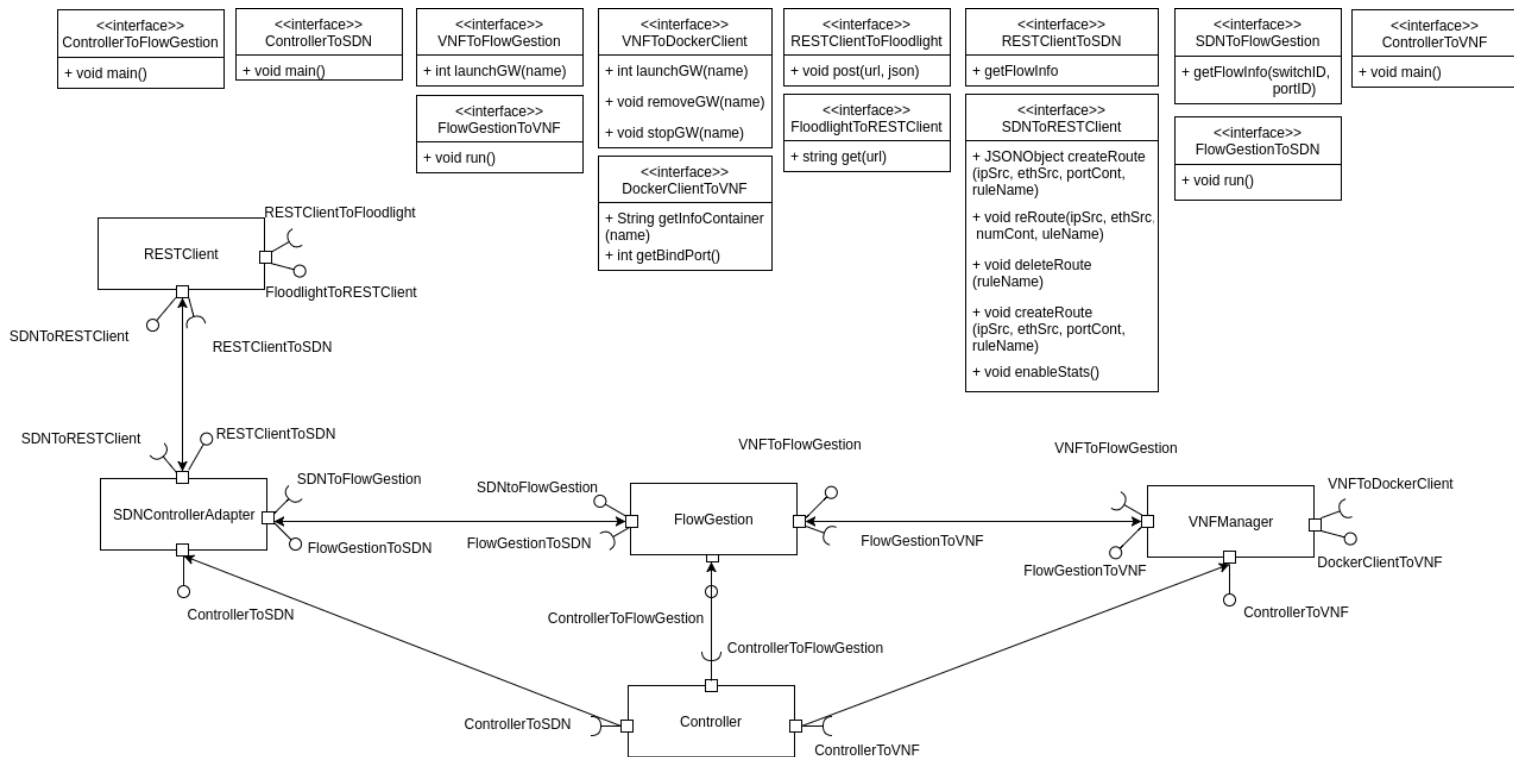 <<interface>>
ControllerToFlowGestion
+ void main()
<<interface>>
ControllerToSDN
+ void main()
<<interface>>
VNFToFlowGestion
+ int launchGW(name)
<<interface>>
FlowGestionToVNF
+ void run()
<<interface>>
VNFToDockerClient
+ int launchGW(name)
+ void removeGW(name)
+ void stopGW(name)
<<interface>>
DockerClientToVNF
+ String getInfoContainer
(name)
+ int getBindPort()
<<interface>>
RESTClientToFloodlight
+ void post(url, json)
<<interface>>
FloodlightToRESTClient
+ string get(url)
<<interface>>
RESTClientToSDN
+ getFlowInfo
<<interface>>
SDNToRESTClient
+ JSONObject createRoute
(ipSrc, ethSrc, portCont,
ruleName)
+ void reRoute(ipSrc, ethSrc,
numCont, uleName)
+ void deleteRoute
(ruleName)
+ void createRoute
(ipSrc, ethSrc, portCont,
ruleName)
+ void enableStats()
<<interface>>
SDNToFlowGestion
+ getFlowInfo(switchID,
portID)
<<interface>>
FlowGestionToSDN
+ void run()
<<interface>>
ControllerToVNF
+ void main()
RESTClientToFloodlight
RESTClient
FloodlightToRESTClient
SDNToRESTClient
RESTClientToSDN
SDNToRESTClient
RESTClientToSDN
SDNControllerAdapter
SDNToFlowGestion
FlowGestionToSDN
ControllerToSDN
SDNtoFlowGestion
FlowGestionToSDN
FlowGestion
VNFToFlowGestion
FlowGestionToVNF
ControllerToFlowGestion
VNFToFlowGestion
FlowGestionToVNF
VNFManager
VNFToDockerClient
DockerClientToVNF
ControllerToVNF
ControllerToFlowGestion
ControllerToSDN
Controller
ControllerToVNF